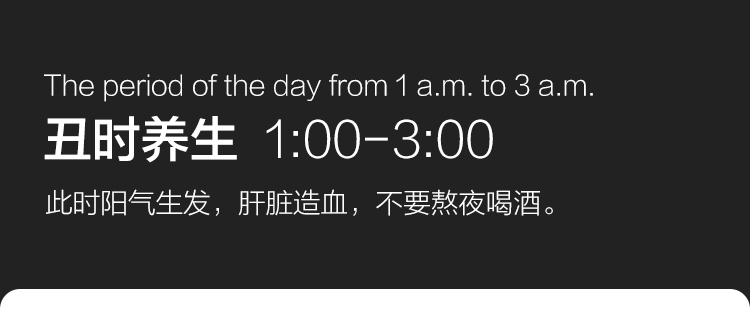 The period of the day from 1 a.m. to 3 a.m.
丑时养生 1:00-3:00
此时阳气生发，肝脏造血，不要熬夜喝酒。